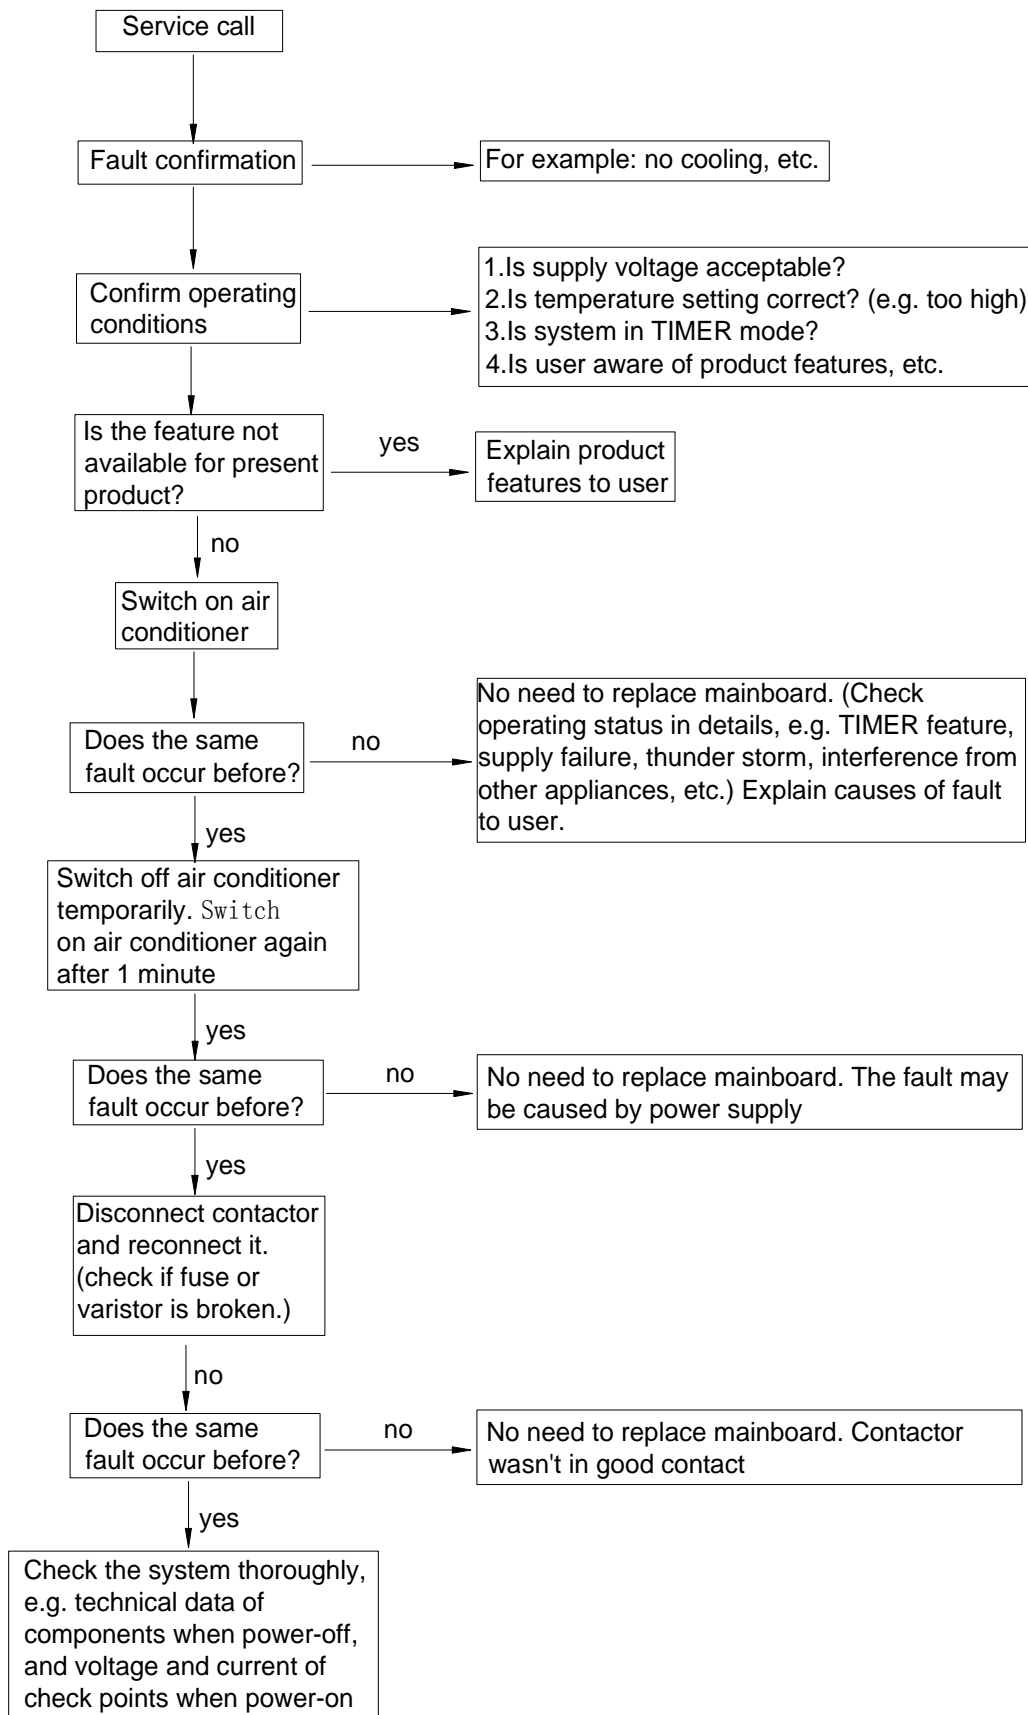 Service call
Fault confirmation
For example: no cooling, etc.
Confirm operating
conditions
1.Is supply voltage acceptable?
2.Is temperature setting correct? (e.g. too high)
3.Is system in TIMER mode?
4.Is user aware of product features, etc.
Is the feature not
available for present
product?
yes
Explain product
features to user
no
Switch on air
conditioner
Does the same
fault occur before?
no
No need to replace mainboard. (Check
operating status in details, e.g. TIMER feature,
supply failure, thunder storm, interference from
other appliances, etc.) Explain causes of fault
to user.
yes
Switch off air conditioner
temporarily. Switch
on air conditioner again
after 1 minute
yes
Does the same
fault occur before?
no
No need to replace mainboard. The fault may
be caused by power supply
yes
Disconnect contactor
and reconnect it.
(check if fuse or
varistor is broken.)
no
Does the same
fault occur before?
no
No need to replace mainboard. Contactor
wasn't in good contact
yes
Check the system thoroughly,
e.g. technical data of
components when power-off,
and voltage and current of
check points when power-on